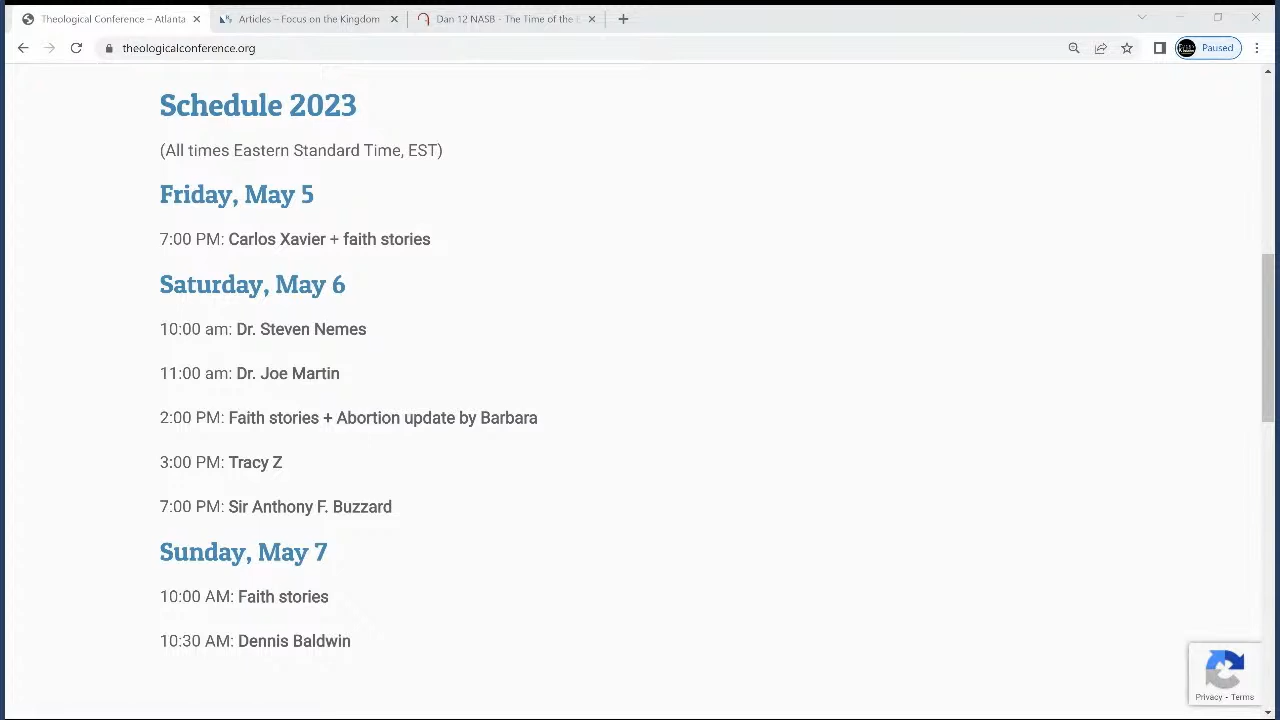 Theological Conference – Atlanta
Articles – Focus on the Kingdom
Dan 12 NASB - The Time of the
theologicalconference.org
Paused
Schedule 2023
(All times Eastern Standard Time, EST)
Friday, May 5
7:00 PM: Carlos Xavier + faith stories
Saturday, May 6
10:00 am: Dr. Steven Nemes
11:00 am: Dr. Joe Martin
2:00 PM: Faith stories + Abortion update by Barbara
3:00 PM: Tracy Z
7:00 PM: Sir Anthony F. Buzzard
Sunday, May 7
10:00 AM: Faith stories
10:30 AM: Dennis Baldwin
Privacy - Terms